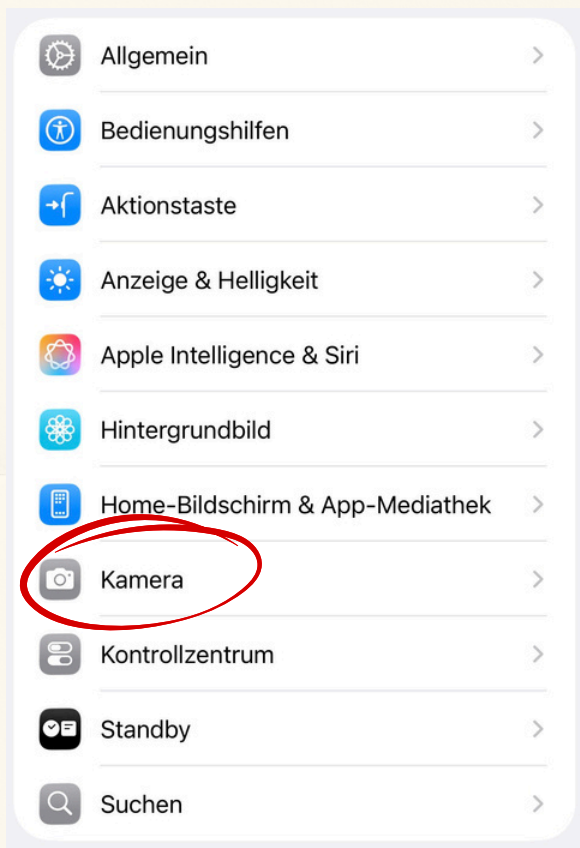 Allgemein
Bedienungshilfen
Aktionstaste
Anzeige & Helligkeit
Apple Intelligence & Siri
Hintergrundbild
Home-Bildschirm & App-Mediathek
Kamera
Kontrollzentrum
Standby
Suchen